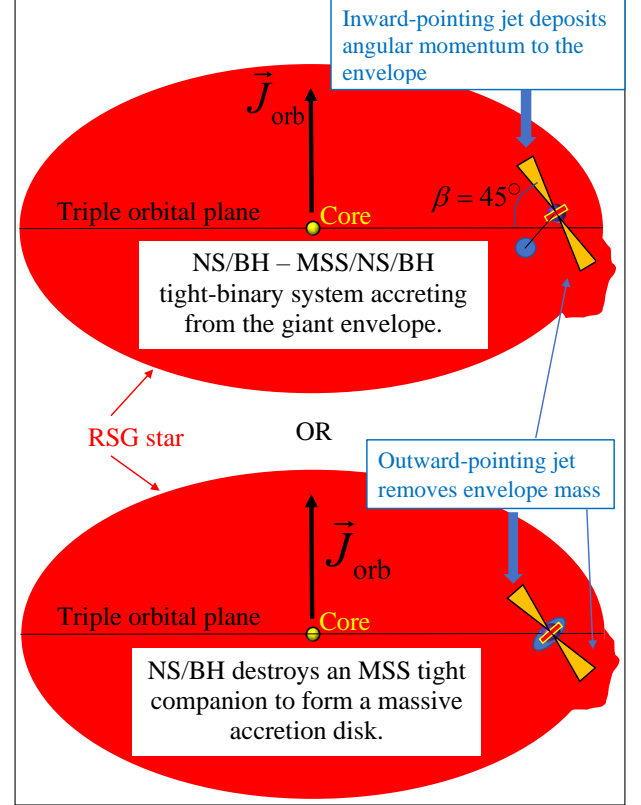 Inward-pointing jet deposits
angular momentum to the
envelope
J⃗orb
β = 45°
Triple orbital plane
Core
NS/BH – MSS/NS/BH
tight-binary system accreting
from the giant envelope.
RSG star
OR
Outward-pointing jet
removes envelope mass
J⃗orb
Triple orbital plane
Core
NS/BH destroys an MSS tight
companion to form a massive
accretion disk.